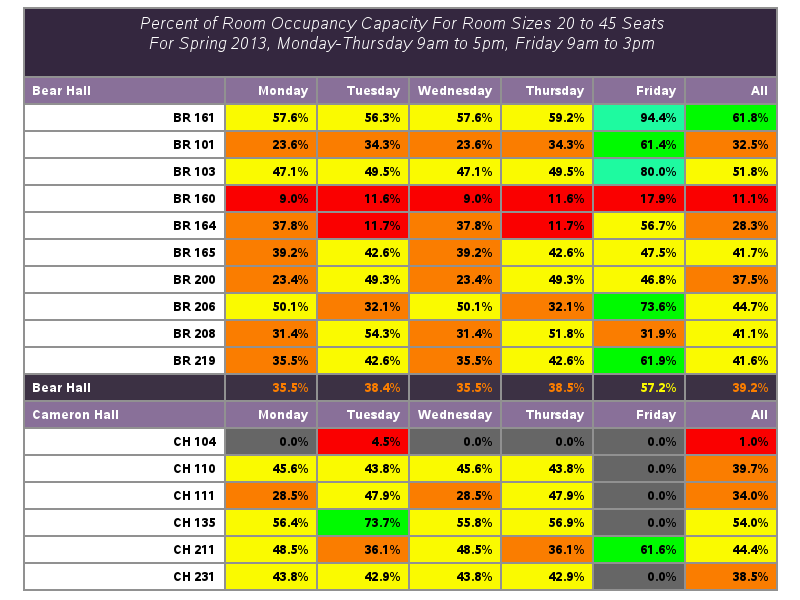 Percent of Room Occupancy Capacity For Room Sizes 20 to 45 Seats
For Spring 2013, Monday-Thursday 9am to 5pm, Friday 9am to 3pm
Bear Hall Monday Tuesday Wednesday Thursday Friday All
BR 161 57.6% 56.3% 57.6% 59.2% 94.4% 61.8%
BR 101 23.6% 34.3% 23.6% 34.3% 61.4% 32.5%
BR 103 47.1% 49.5% 47.1% 49.5% 80.0% 51.8%
BR 160 9.0% 11.6% 9.0% 11.6% 17.9% 11.1%
BR 164 37.8% 11.7% 37.8% 11.7% 56.7% 28.3%
BR 165 39.2% 42.6% 39.2% 42.6% 47.5% 41.7%
BR 200 23.4% 49.3% 23.4% 49.3% 46.8% 37.5%
BR 206 50.1% 32.1% 50.1% 32.1% 73.6% 44.7%
BR 208 31.4% 54.3% 31.4% 51.8% 31.9% 41.1%
BR 219 35.5% 42.6% 35.5% 42.6% 61.9% 41.6%
Bear Hall 35.5% 38.4% 35.5% 38.5% 57.2% 39.2%
Cameron Hall Monday Tuesday Wednesday Thursday Friday All
CH 104 0.0% 4.5% 0.0% 0.0% 0.0% 1.0%
CH 110 45.6% 43.8% 45.6% 43.8% 0.0% 39.7%
CH 111 28.5% 47.9% 28.5% 47.9% 0.0% 34.0%
CH 135 56.4% 73.7% 55.8% 56.9% 0.0% 54.0%
CH 211 48.5% 36.1% 48.5% 36.1% 61.6% 44.4%
CH 231 43.8% 42.9% 43.8% 42.9% 0.0% 38.5%